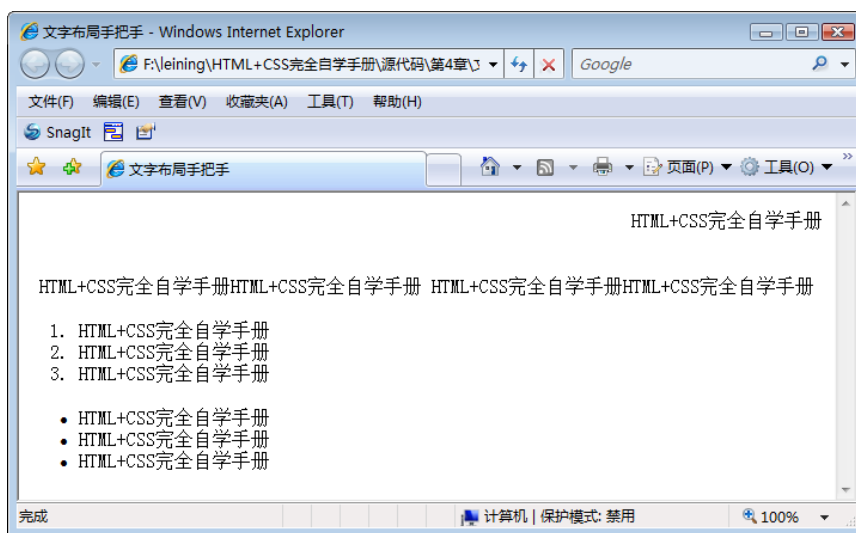 文字布局手把手 - Windows Internet Explorer
F:\leining\HTML+CSS完全自学手册\源代码\第4章\文 Google
文件(F) 编辑(E) 查看(V) 收藏夹(A) 工具(T) 帮助(H)
SnagIt
文字布局手把手 页面(P) 工具(O) »
HTML+CSS完全自学手册
HTML+CSS完全自学手册HTML+CSS完全自学手册 HTML+CSS完全自学手册HTML+CSS完全自学手册
1. HTML+CSS完全自学手册
2. HTML+CSS完全自学手册
3. HTML+CSS完全自学手册
• HTML+CSS完全自学手册
• HTML+CSS完全自学手册
• HTML+CSS完全自学手册
完成 计算机 | 保护模式: 禁用 100%